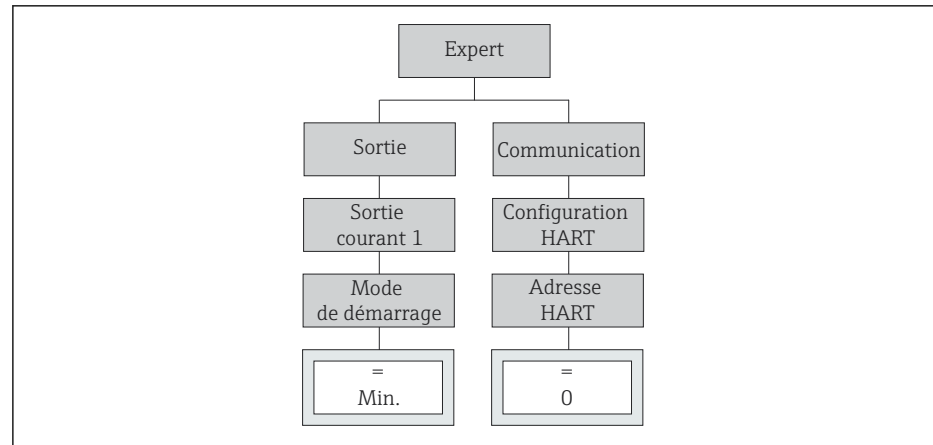 Expert
Sortie
Communication
Sortie
courant 1
Configuration
HART
Mode
de démarrage
Adresse
HART
=
Min.
=
0